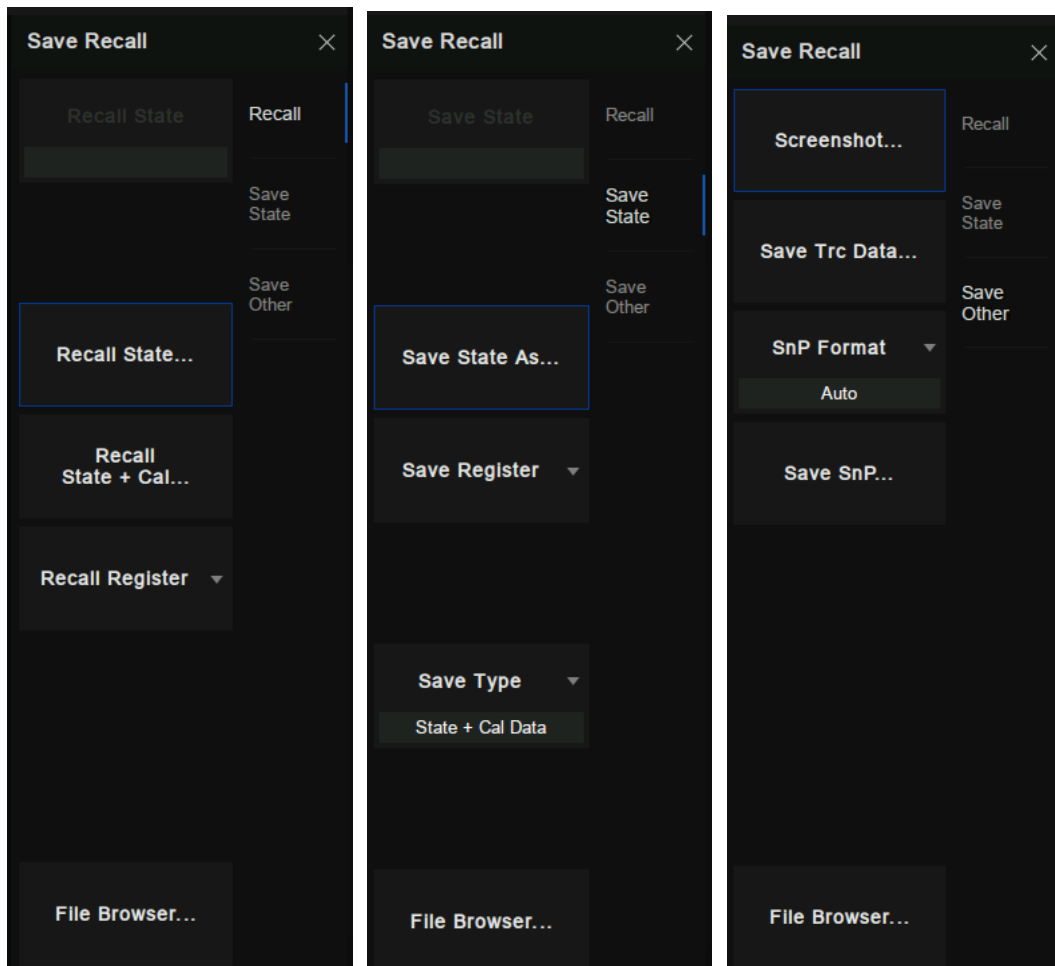 Save Recall
Recall State
Recall
Save
State
Save
Other
Recall State...
Recall
State + Cal...
Recall Register
File Browser...
Save Recall
Save State
Recall
Save
State
Save
Other
Save State As...
Save Register
Save Type
State + Cal Data
File Browser...
Save Recall
Screenshot...
Recall
Save
State
Save Trc Data...
Save
Other
SnP Format
Auto
Save SnP...
File Browser...